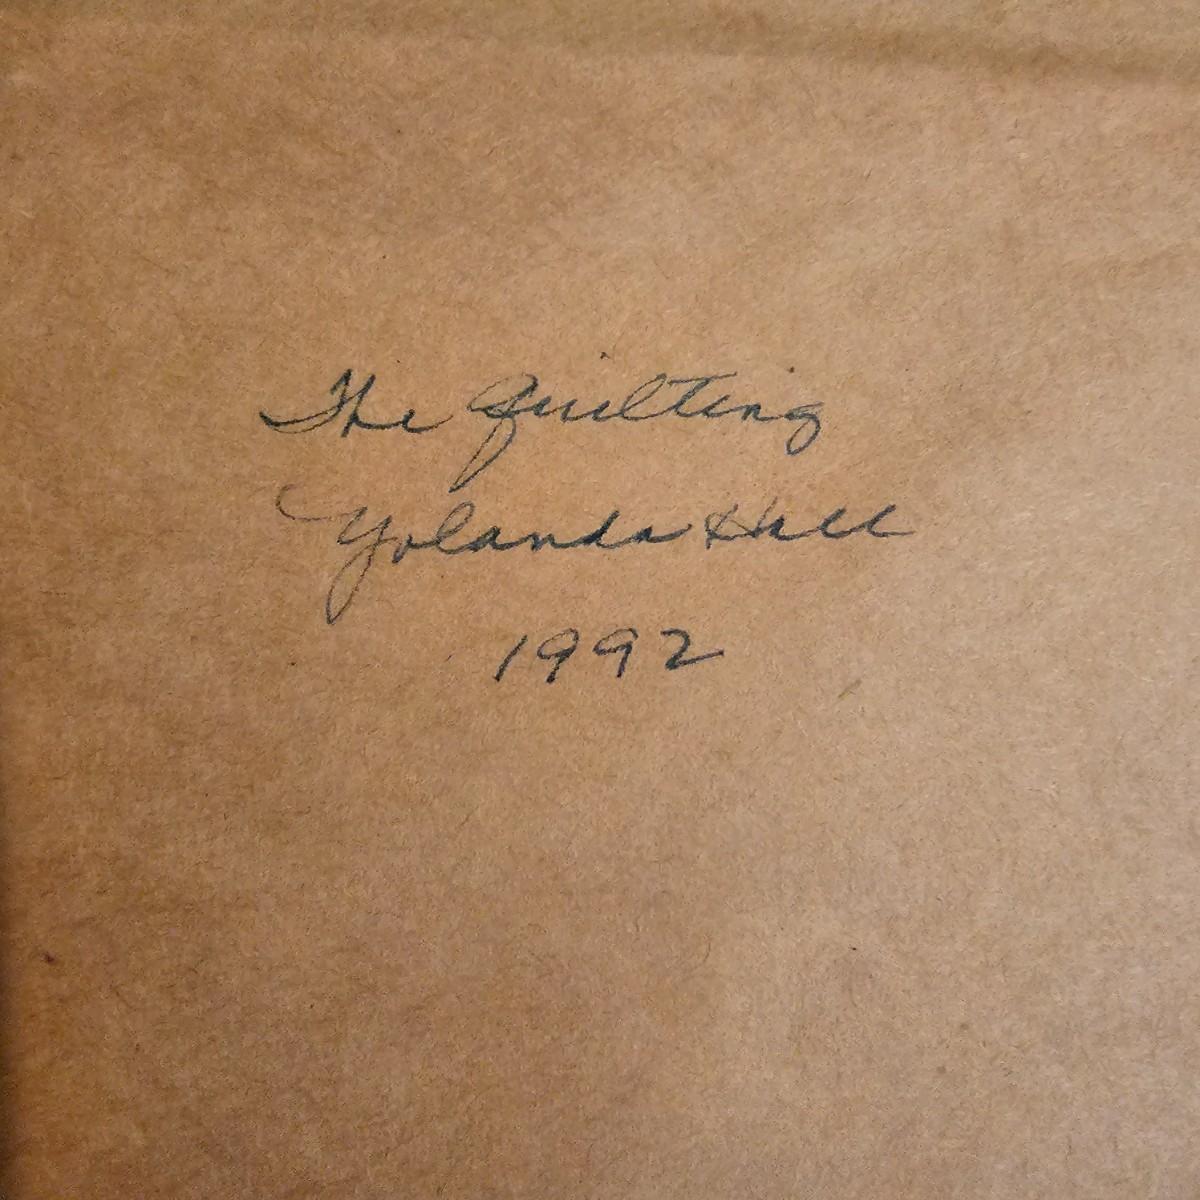 The Quilting
Yolanda Hall
1992